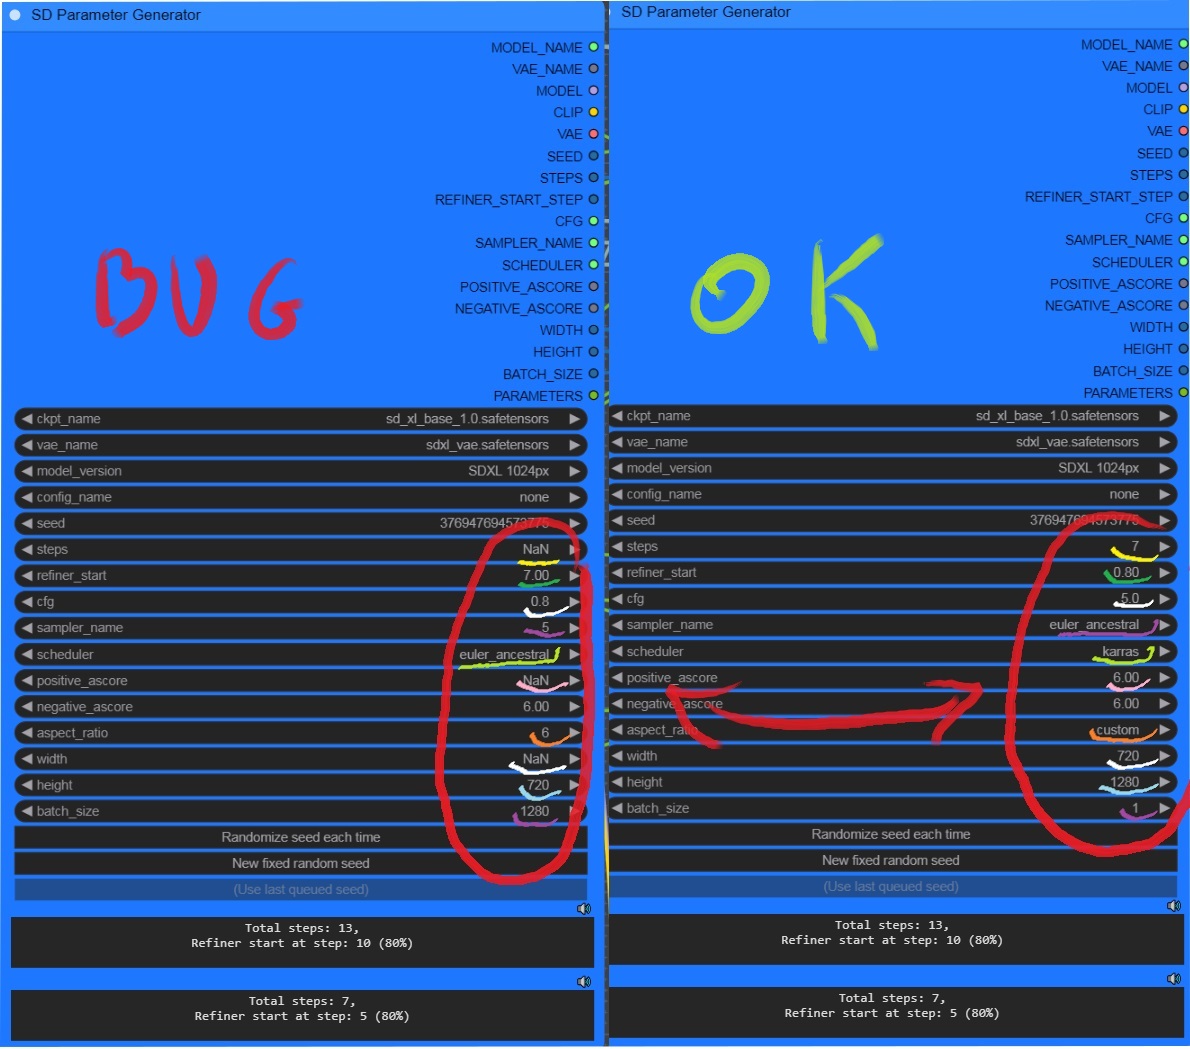 SD Parameter Generator
MODEL_NAME
VAE_NAME
MODEL
CLIP
VAE
SEED
STEPS
REFINER_START_STEP
CFG
SAMPLER_NAME
SCHEDULER
POSITIVE_ASCORE
NEGATIVE_ASCORE
WIDTH
HEIGHT
BATCH_SIZE
PARAMETERS
BUG
ckpt_name sd_xl_base_1.0.safetensors
vae_name sdxl_vae.safetensors
model_version SDXL 1024px
config_name none
seed 376947694573775
steps NaN
refiner_start 7.00
cfg 0.8
sampler_name 5
scheduler euler_ancestral
positive_ascore NaN
negative_ascore 6.00
aspect_ratio 6
width NaN
height 720
batch_size 1280
Randomize seed each time
New fixed random seed
(Use last queued seed)
Total steps: 13,
Refiner start at step: 10 (80%)
Total steps: 7,
Refiner start at step: 5 (80%)
SD Parameter Generator
MODEL_NAME
VAE_NAME
MODEL
CLIP
VAE
SEED
STEPS
REFINER_START_STEP
CFG
SAMPLER_NAME
SCHEDULER
POSITIVE_ASCORE
NEGATIVE_ASCORE
WIDTH
HEIGHT
BATCH_SIZE
PARAMETERS
OK
ckpt_name sd_xl_base_1.0.safetensors
vae_name sdxl_vae.safetensors
model_version SDXL 1024px
config_name none
seed 376947694573775
steps 7
refiner_start 0.80
cfg 5.0
sampler_name euler_ancestral
scheduler karras
positive_ascore 6.00
negative_ascore 6.00
aspect_ratio custom
width 720
height 1280
batch_size 1
Randomize seed each time
New fixed random seed
(Use last queued seed)
Total steps: 13,
Refiner start at step: 10 (80%)
Total steps: 7,
Refiner start at step: 5 (80%)